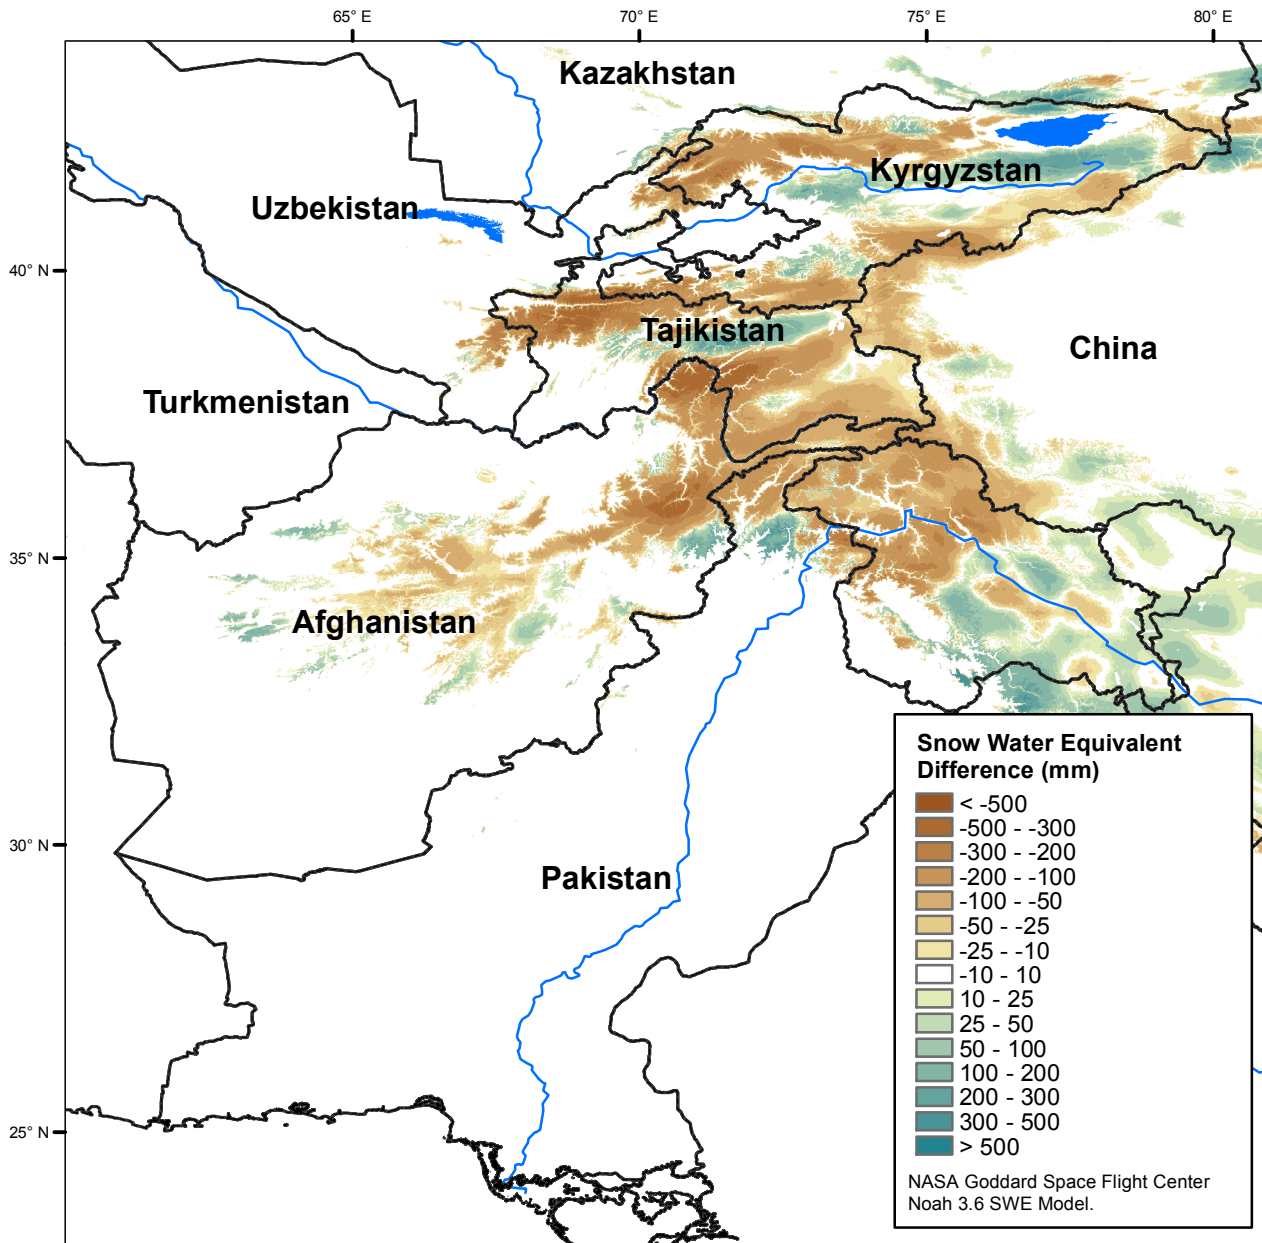 65° E
70° E
75° E
80° E
Kazakhstan
Kyrgyzstan
Uzbekistan
40° N
Tajikistan
China
Turkmenistan
35° N
Afghanistan
30° N
Pakistan
25° N
Snow Water Equivalent
Difference (mm)
< -500
-500 - -300
-300 - -200
-200 - -100
-100 - -50
-50 - -25
-25 - -10
-10 - 10
10 - 25
25 - 50
50 - 100
100 - 200
200 - 300
300 - 500
> 500
NASA Goddard Space Flight Center
Noah 3.6 SWE Model.